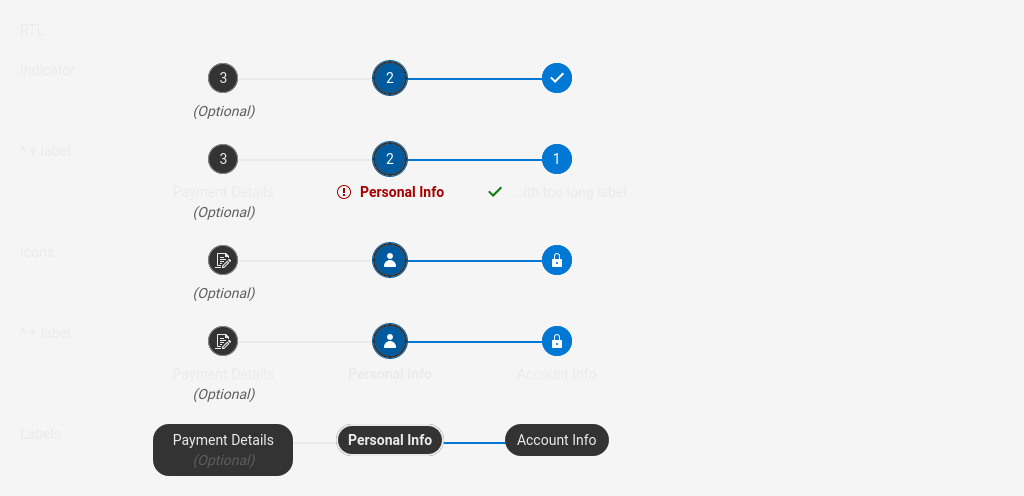 RTL
Indicator
3 2
(Optional)
* + label
3 2 1
Payment Details Personal Info ...ith too long label
(Optional)
Icons
(Optional)
* + label
Payment Details Personal Info Account Info
(Optional)
Labels
Payment Details Personal Info Account Info
(Optional)